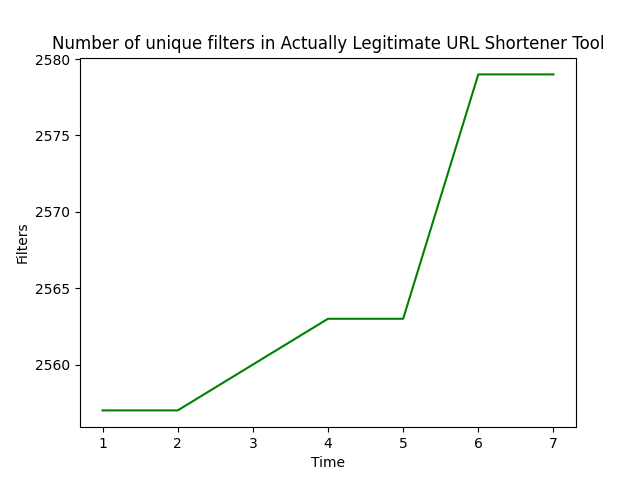 Number of unique filters in Actually Legitimate URL Shortener Tool
2580
2575
2570
2565
2560
Filters
1 2 3 4 5 6 7
Time